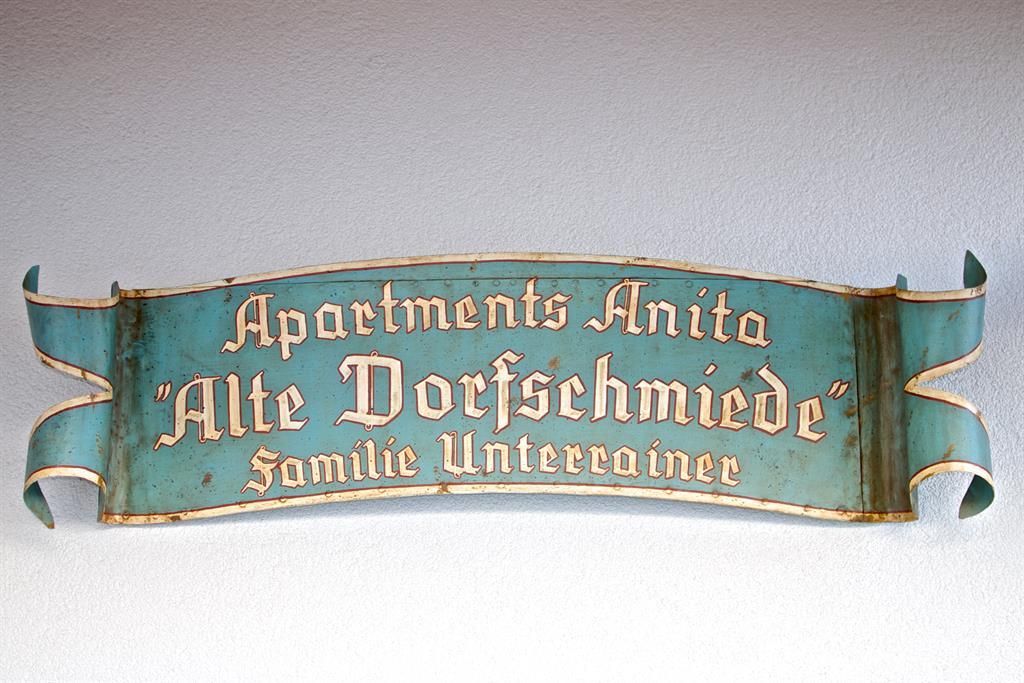 Apartments Anita
"Alte Dorfschmiede"
Familie Unterrainer